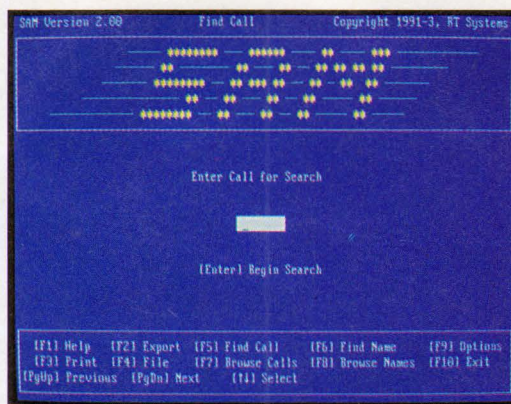 SAM Version 2.00 Find Call Copyright 1991-3, RT Systems
SAM
Enter Call for Search
[Enter] Begin Search
[F1] Help [F2] Export [F5] Find Call [F6] Find Name [F9] Options
[F3] Print [F4] File [F7] Browse Calls [F8] Browse Names [F10] Exit
[PgUp] Previous [PgDn] Next [↑↓] Select